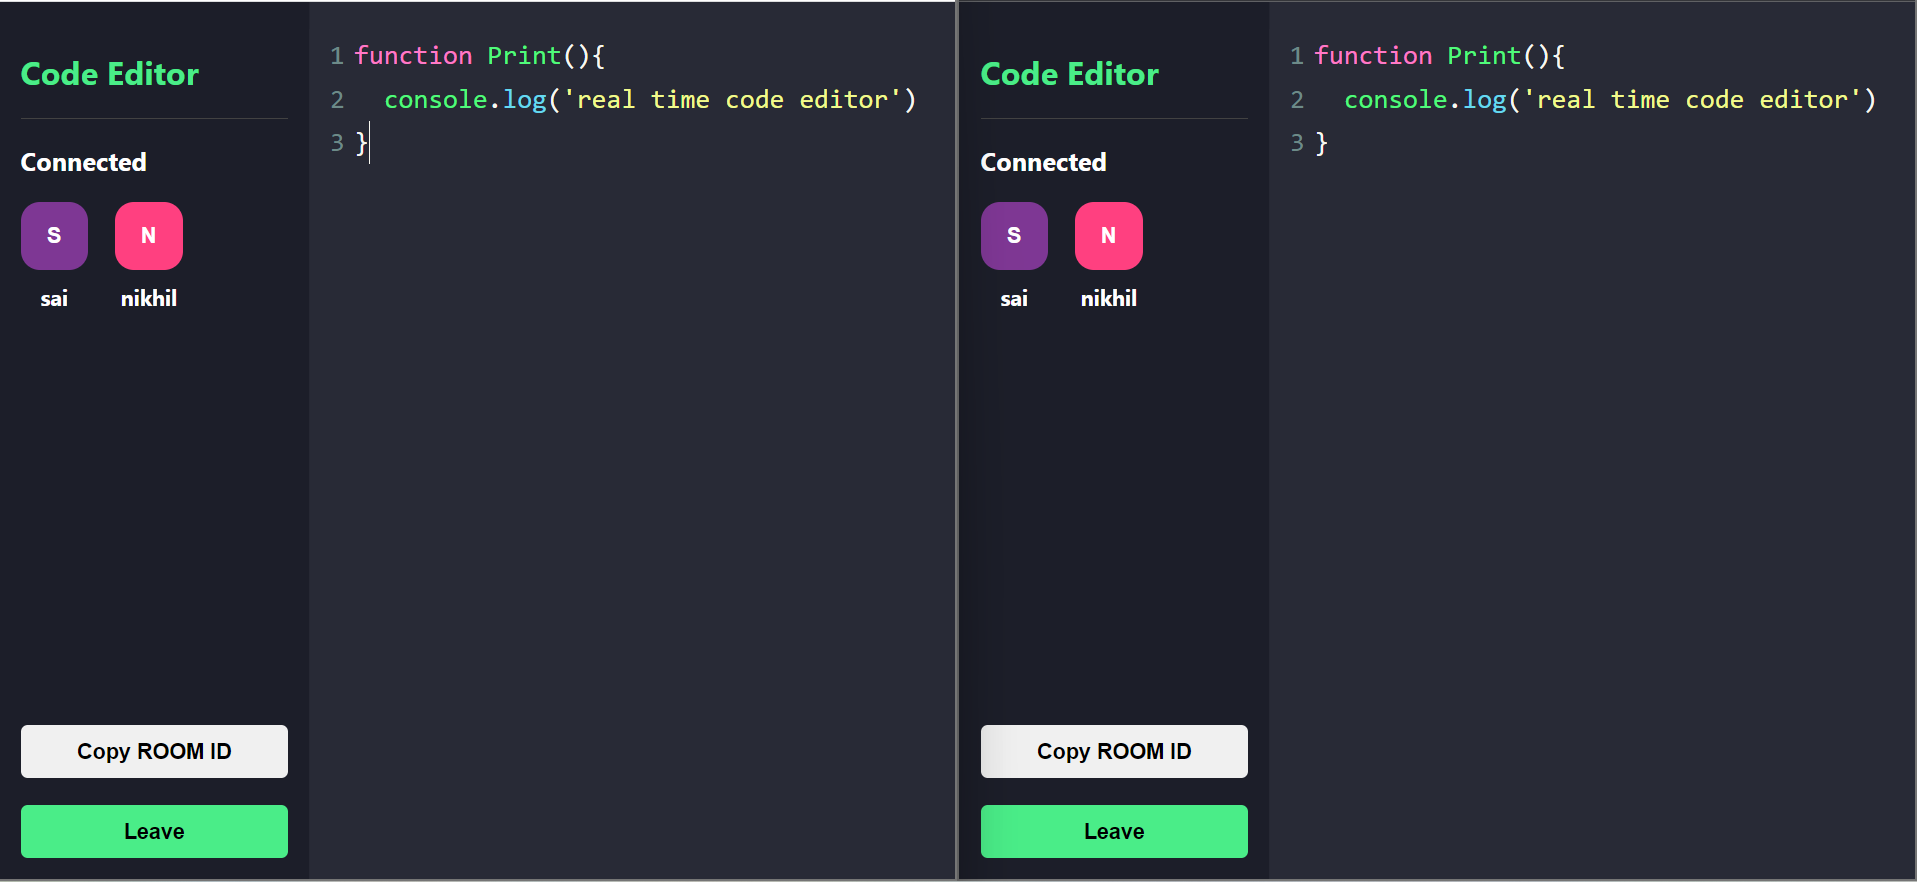 Code Editor
Connected
S N
sai nikhil
Copy ROOM ID
Leave
1 function Print(){
2   console.log('real time code editor')
3 }
Code Editor
Connected
S N
sai nikhil
Copy ROOM ID
Leave
1 function Print(){
2   console.log('real time code editor')
3 }